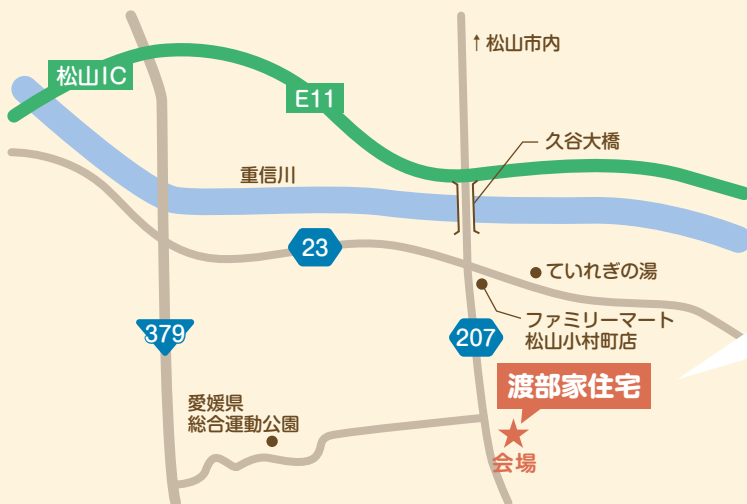 ↑松山市内
松山IC
E11
久谷大橋
重信川
23
ていれぎの湯
ファミリーマート
松山小村町店
379
207
渡部家住宅
愛媛県
総合運動公園
会場